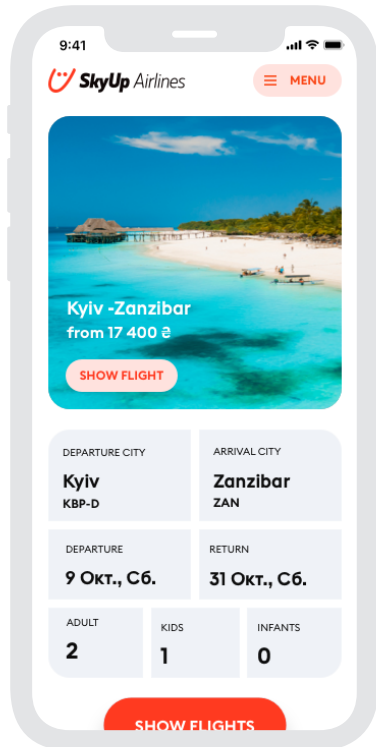 9:41
SkyUp Airlines
MENU
Kyiv -Zanzibar
from 17 400 ₴
SHOW FLIGHT
DEPARTURE CITY
Kyiv
KBP-D
ARRIVAL CITY
Zanzibar
ZAN
DEPARTURE
9 Окт., Сб.
RETURN
31 Окт., Сб.
ADULT
2
KIDS
1
INFANTS
0
SHOW FLIGHTS